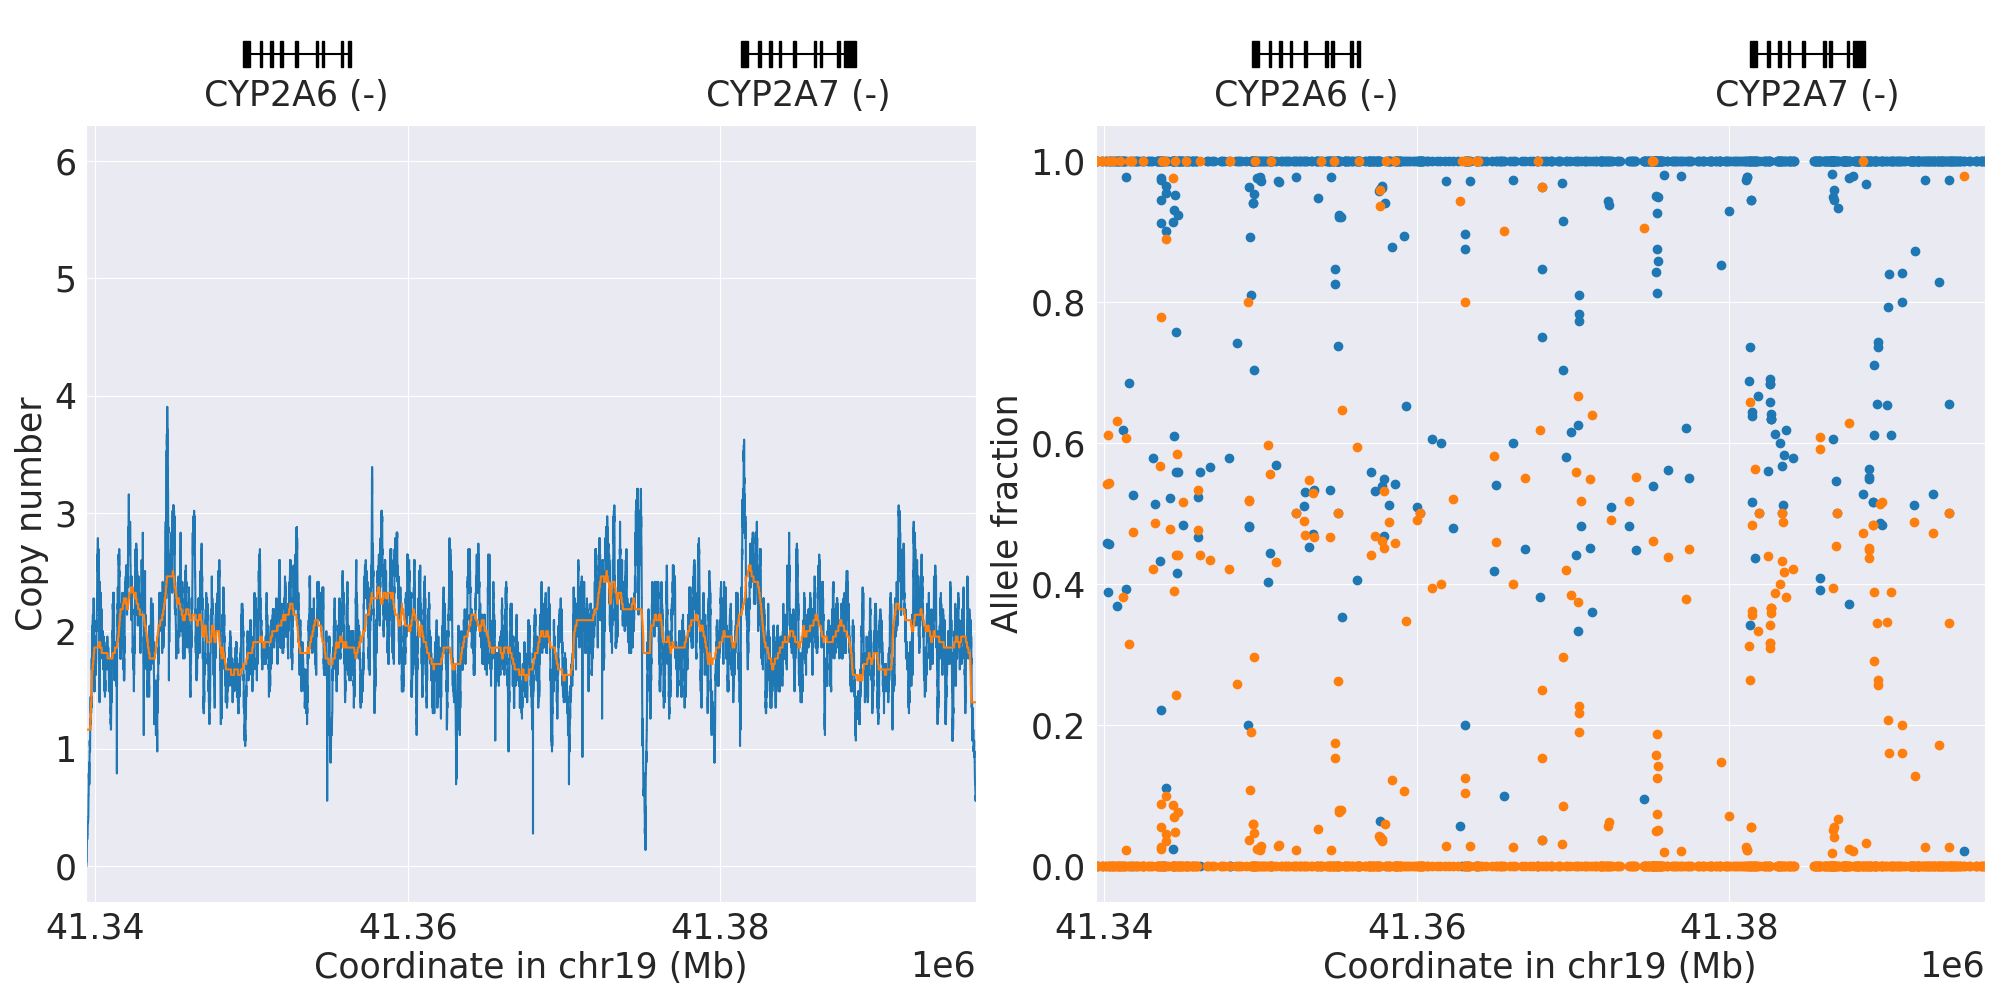 CYP2A6 (-)
CYP2A7 (-)
6
5
4
3
2
1
0
Copy number
41.34
41.36
41.38
Coordinate in chr19 (Mb)
1e6
CYP2A6 (-)
CYP2A7 (-)
1.0
0.8
0.6
0.4
0.2
0.0
Allele fraction
41.34
41.36
41.38
Coordinate in chr19 (Mb)
1e6